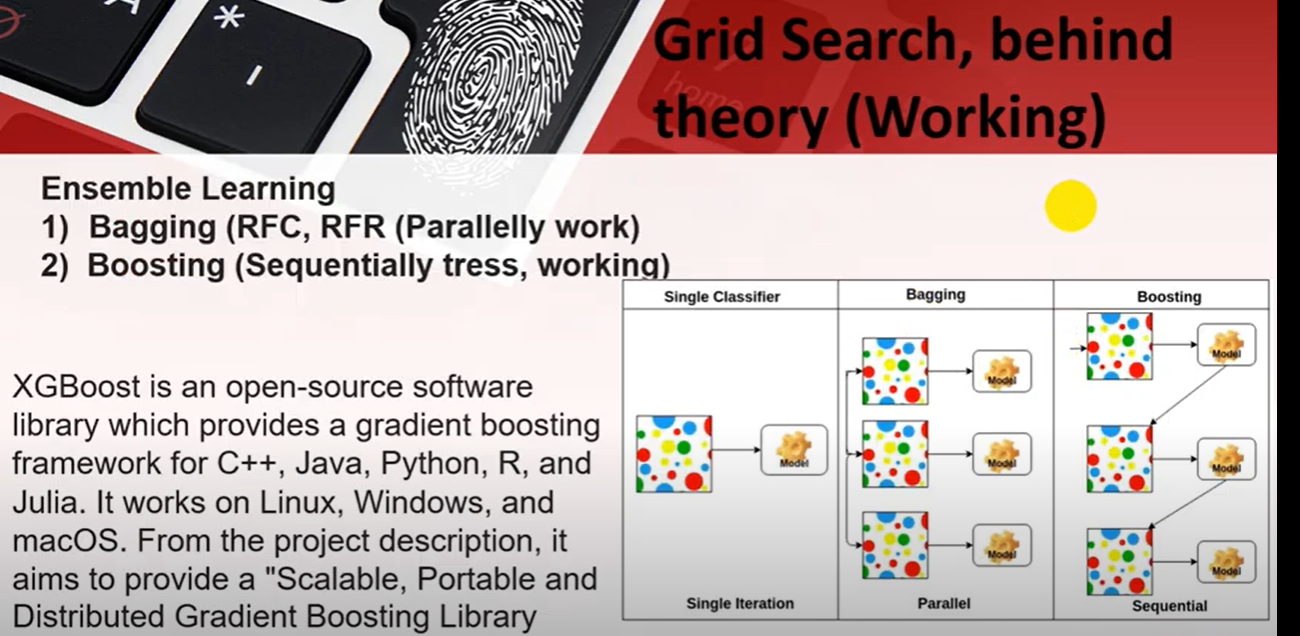 Grid Search, behind
theory (Working)
Ensemble Learning
1) Bagging (RFC, RFR (Parallelly work)
2) Boosting (Sequentially tress, working)
XGBoost is an open-source software
library which provides a gradient boosting
framework for C++, Java, Python, R, and
Julia. It works on Linux, Windows, and
macOS. From the project description, it
aims to provide a "Scalable, Portable and
Distributed Gradient Boosting Library
Single Classifier
Model
Single Iteration
Bagging
Model
Model
Model
Parallel
Boosting
Model
Model
Model
Sequential
A
*
home